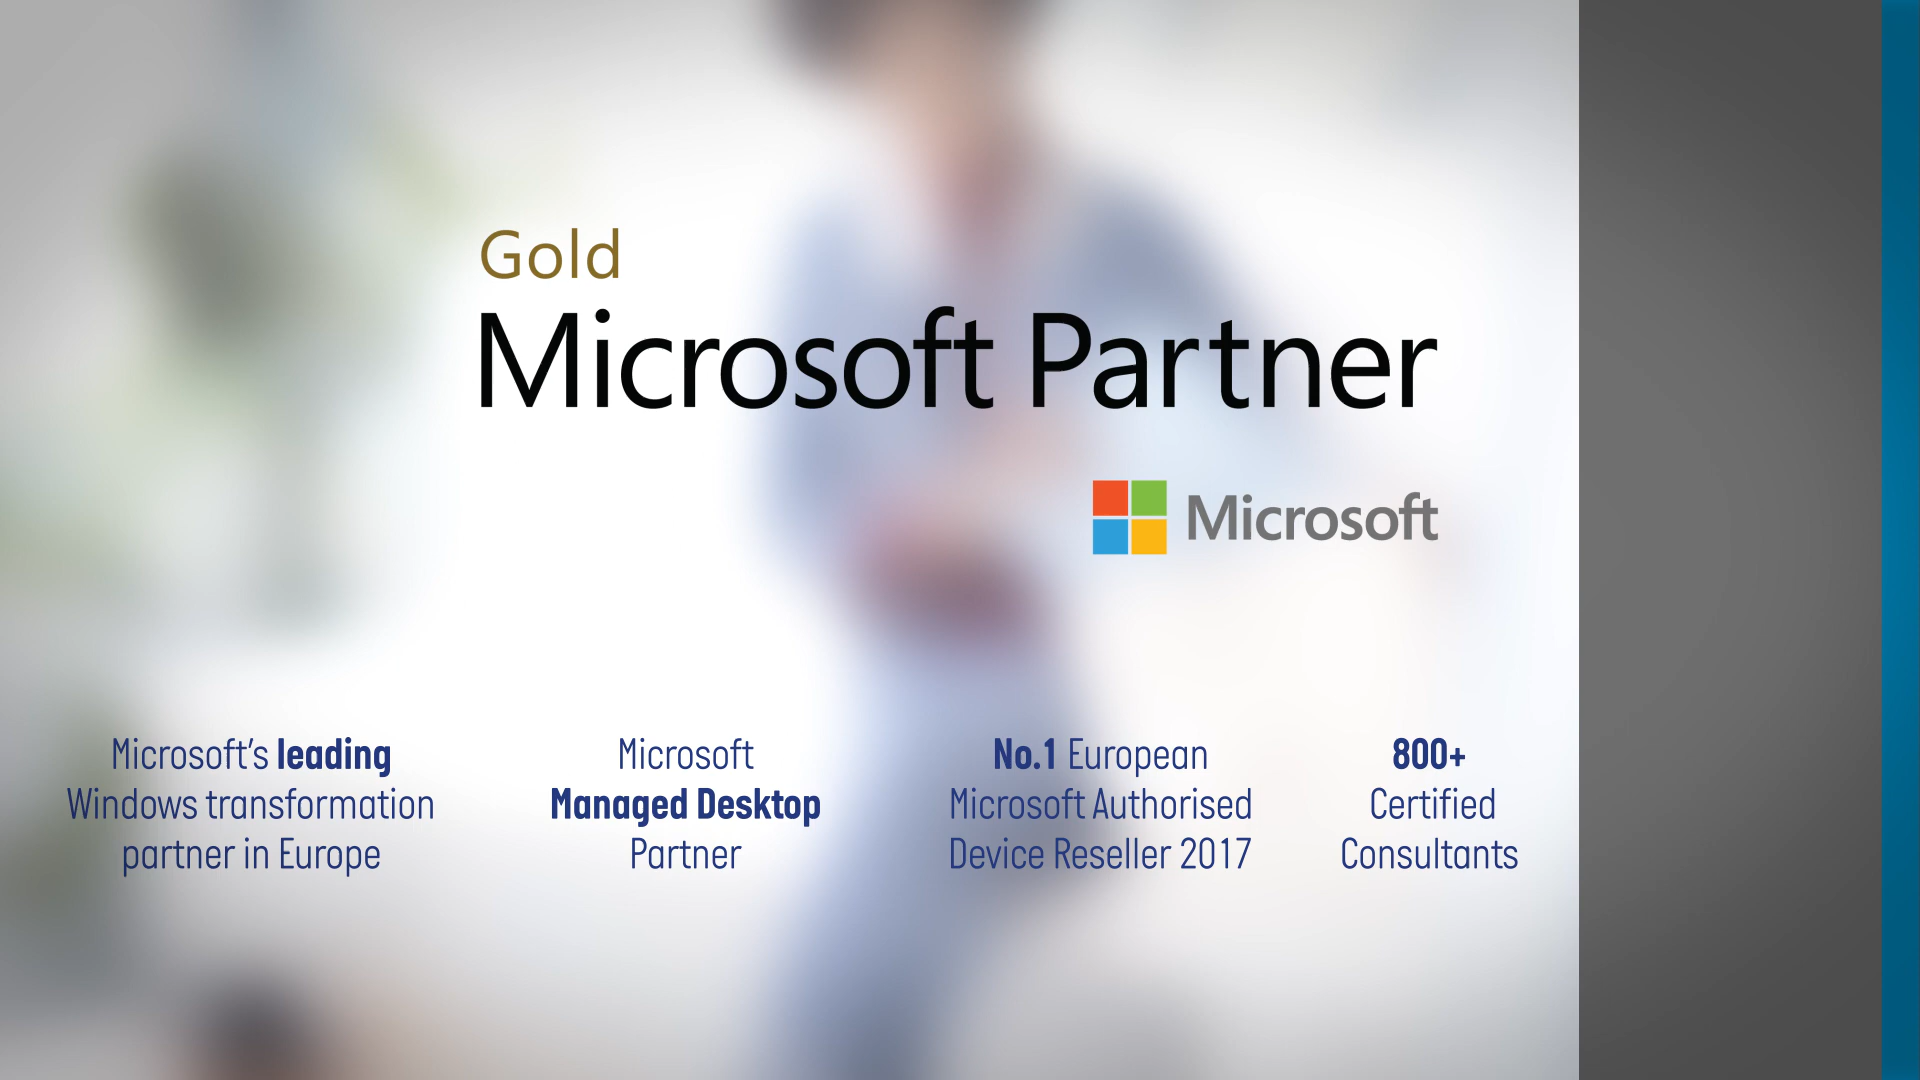 Gold
Microsoft Partner
Microsoft
Microsoft's leading
Windows transformation
partner in Europe
Microsoft
Managed Desktop
Partner
No.1 European
Microsoft Authorised
Device Reseller 2017
800+
Certified
Consultants